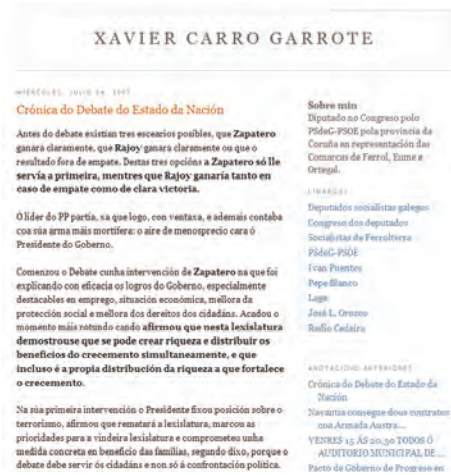 XAVIER CARRO GARROTE
Crónica do Debate do Estado da Nación
Antes do debate existían tres escearios posibles, que Zapatero
ganara claramente, que Rajoy ganara claramente ou que o
resultado fora de empate. Destas tres opcións a Zapatero só lle
servía a primeira, mentres que Rajoy ganaría tanto en
caso de empate como de clara victoria.
Ó líder do PP partía, xa que logo, con ventaxa, e ademais contaba
coa súa arma máis mortífera: o aire de menosprecio cara ó
Presidente do Goberno.
Comenzou o Debate cunha intervención de Zapatero na que foi
explicando con eficacia os logros do Goberno, especialmente
destacables en emprego, situación económica, mellora da
protección social e mellora dos dereitos dos cidadáns. Acadou o
momento máis rotundo cando afirmou que nesta lexislatura
demostrouse que se pode crear riqueza e distribuir os
beneficios do crecemento simultaneamente, e que
incluso é a propia distribución da riqueza a que fortalece
o crecemento.
Na súa primeira intervención o Presidente fixou posición sobre o
terrorismo, afirmou que rematará a lexislatura, marcou as
prioridades para a vindeira lexislatura e comprometeu unha
medida concreta en beneficio das familias, segundo dixo, porque o
debate debe servir ós cidadáns e non só á confrontación política.
Sobre min
Diputado no Congreso polo
PSdeG-PSOE pola provincia da
Coruña en representación das
Comarcas de Ferrol, Eume e
Ortegal.
Deputados socialistas galegos
Congreso dos deputados
Socialistas de Ferrolterra
PSdeG-PSOE
Ivan Puentes
Pepe Blanco
Lage
José L. Orozco
Radio Cedeira
ANOTACIÓNS ANTERIORES
Crónica do Debate do Estado da
Nación
Navantia consegue dous contratos
coa Armada Austra...
VENRES 15 ÁS 20,30 TODOS Ó
AUDITORIO MUNICIPAL DE ...
Pacto de Goberno de Progreso en